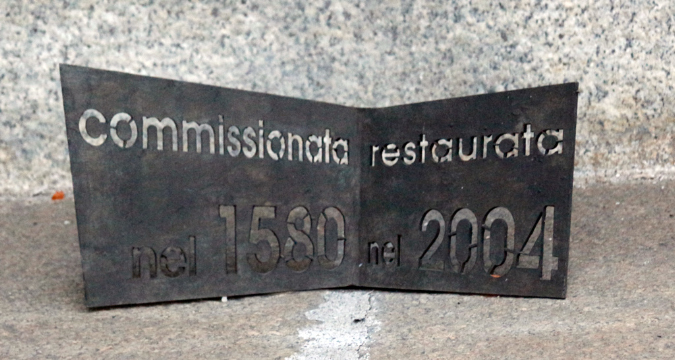 commissionata
nel 1580
restaurata
nel 2004